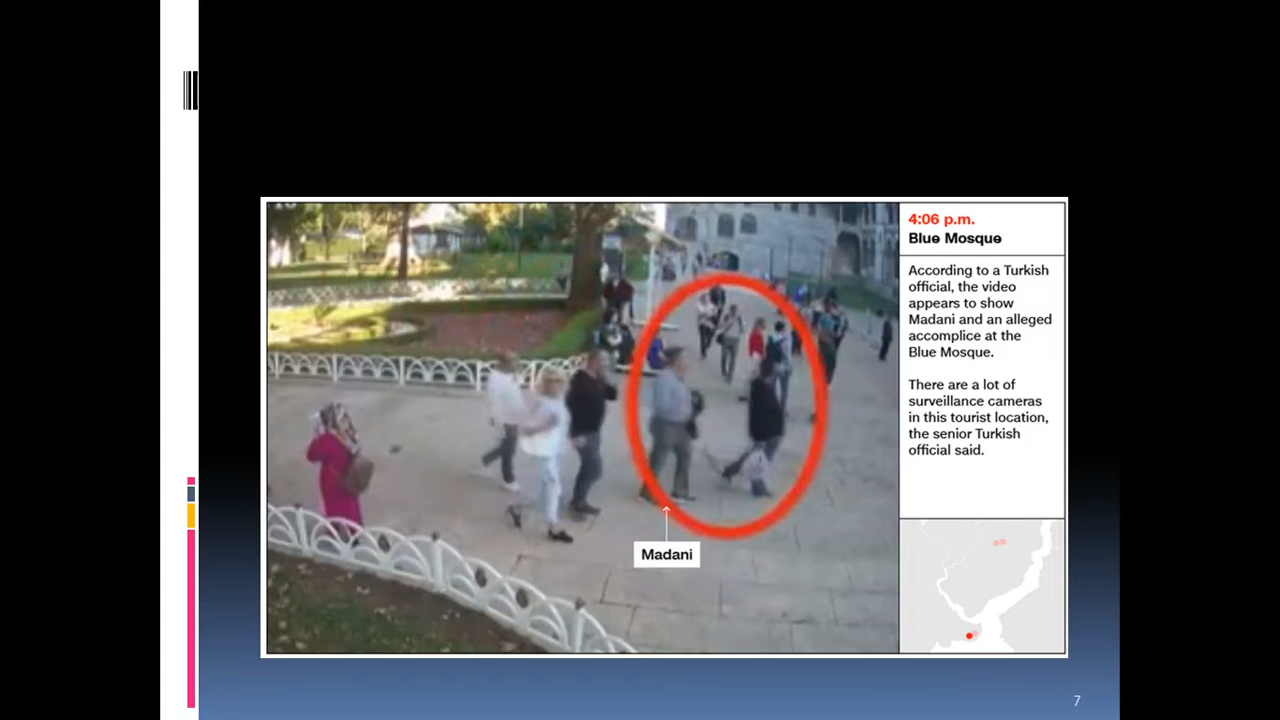 4:06 p.m.
Blue Mosque
According to a Turkish
official, the video
appears to show
Madani and an alleged
accomplice at the
Blue Mosque.
There are a lot of
surveillance cameras
in this tourist location,
the senior Turkish
official said.
Madani
7